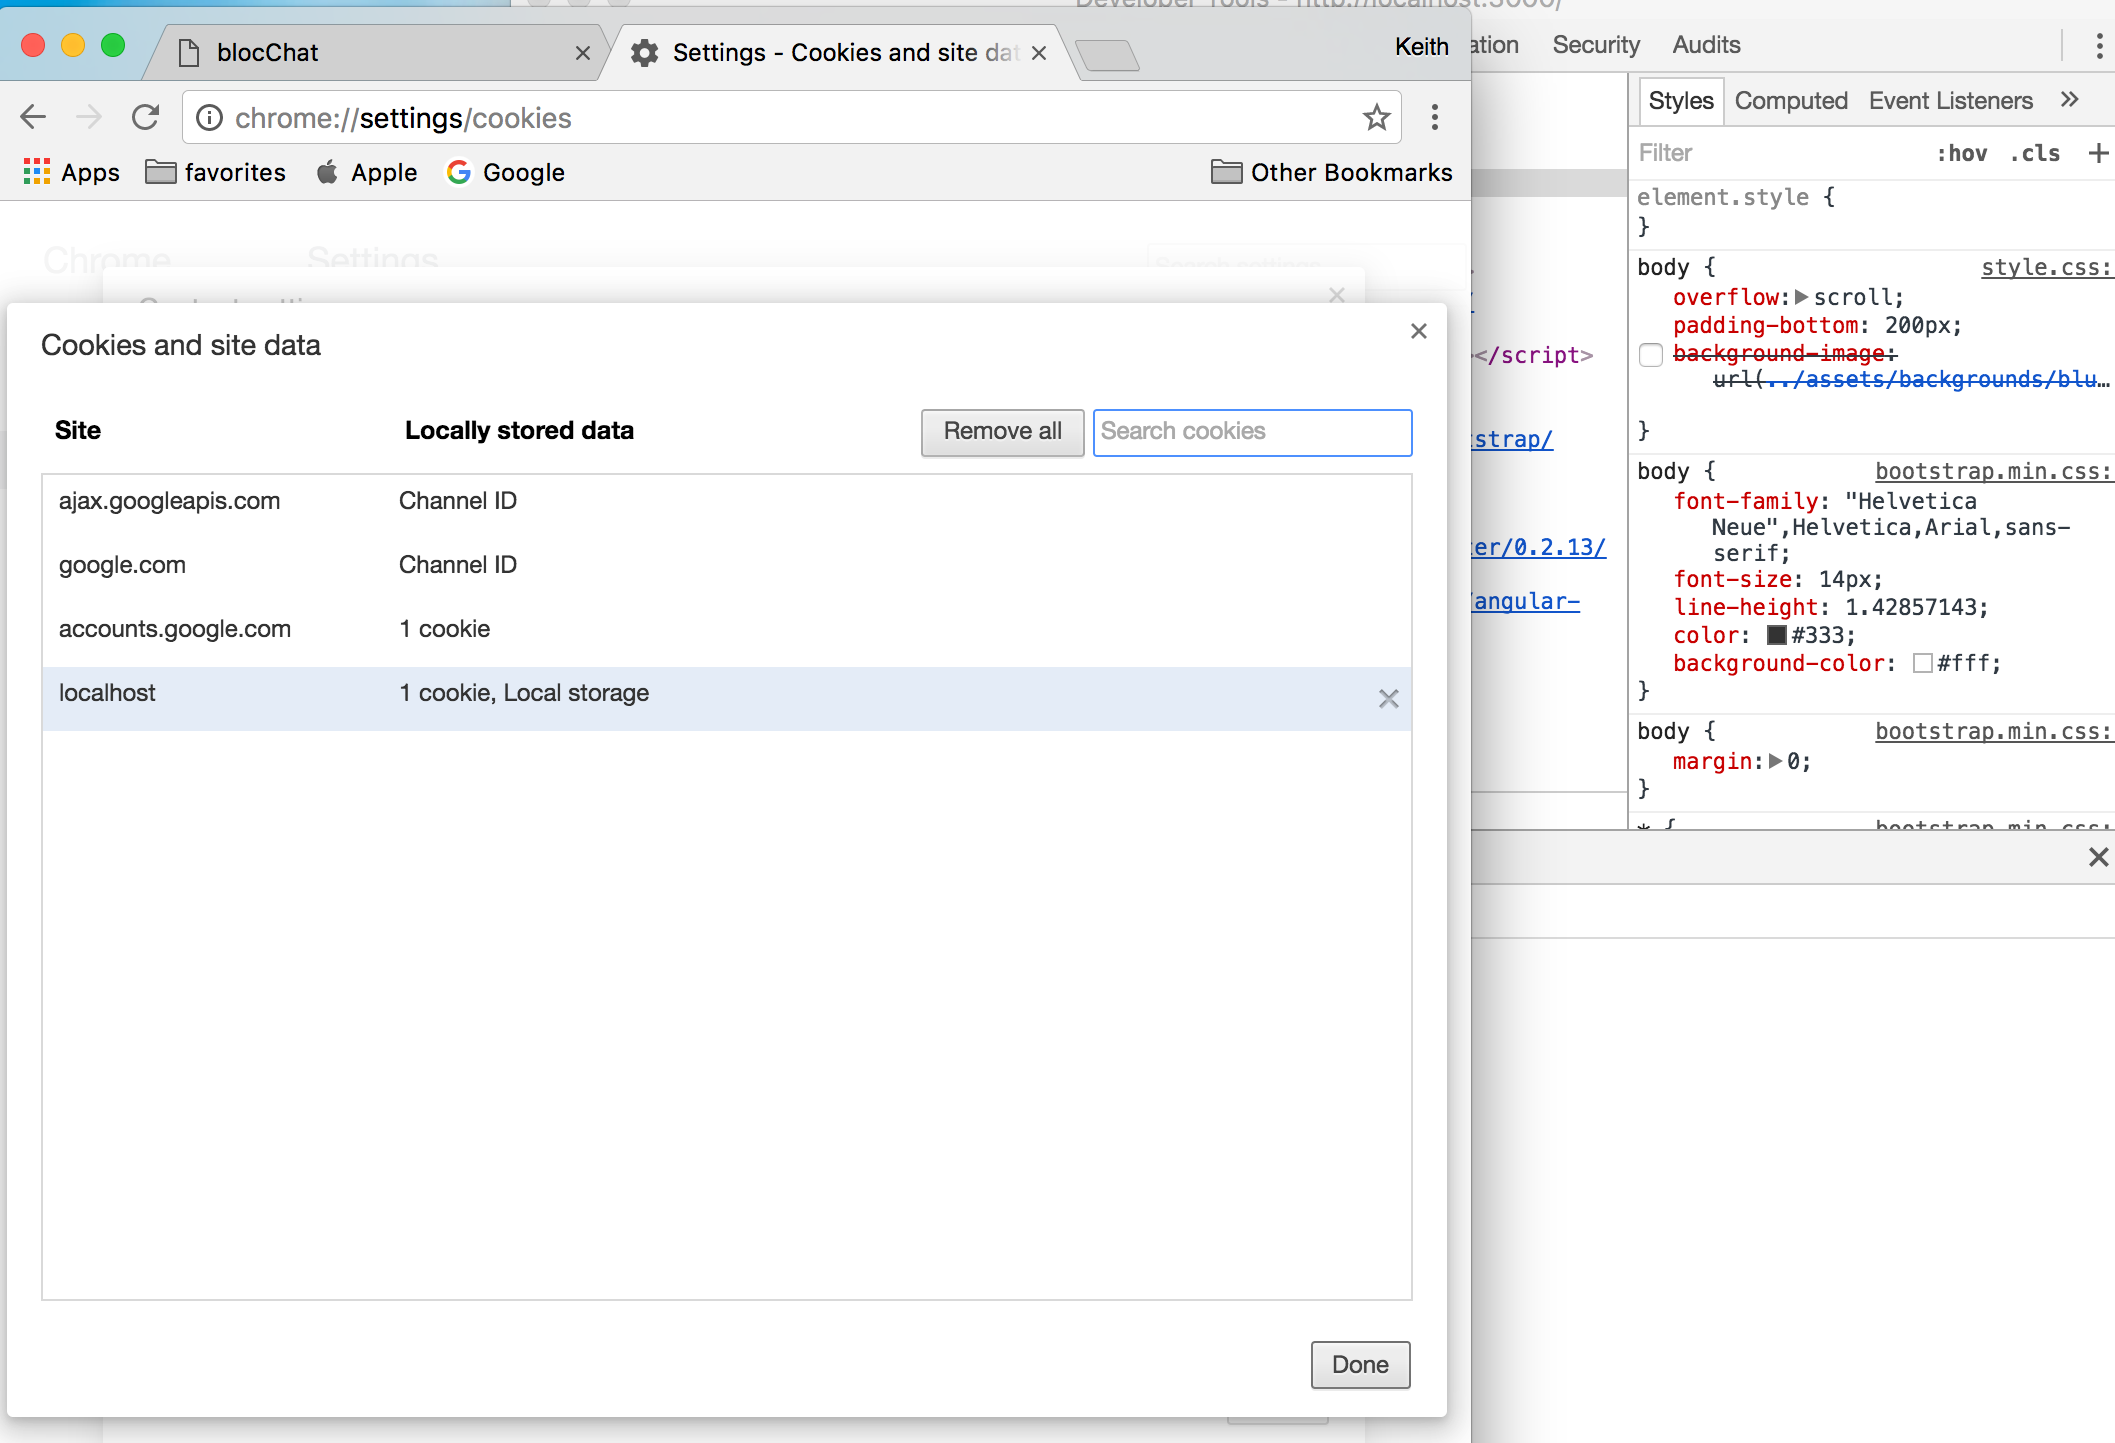 Developer Tools - http://localhost:3000/
blocChat
Settings - Cookies and site dat
Keith
ation Security Audits
chrome://settings/cookies
Apps favorites Apple Google Other Bookmarks
Chrome Settings Search settings
Content setti
Cookies and site data
Site Locally stored data Remove all Search cookies
ajax.googleapis.com Channel ID
google.com Channel ID
accounts.google.com 1 cookie
localhost 1 cookie, Local storage
Done
></script>
strap/
ter/0.2.13/
/angular-
Styles Computed Event Listeners »
Filter :hov .cls +
element.style {
}
body { style.css:
overflow:▶scroll;
padding-bottom: 200px;
background-image:
url(../assets/backgrounds/blu…
}
body { bootstrap.min.css:
font-family: "Helvetica
Neue",Helvetica,Arial,sans-
serif;
font-size: 14px;
line-height: 1.42857143;
color: #333;
background-color: #fff;
}
body { bootstrap.min.css:
margin:▶0;
}
* { bootstrap.min.css: